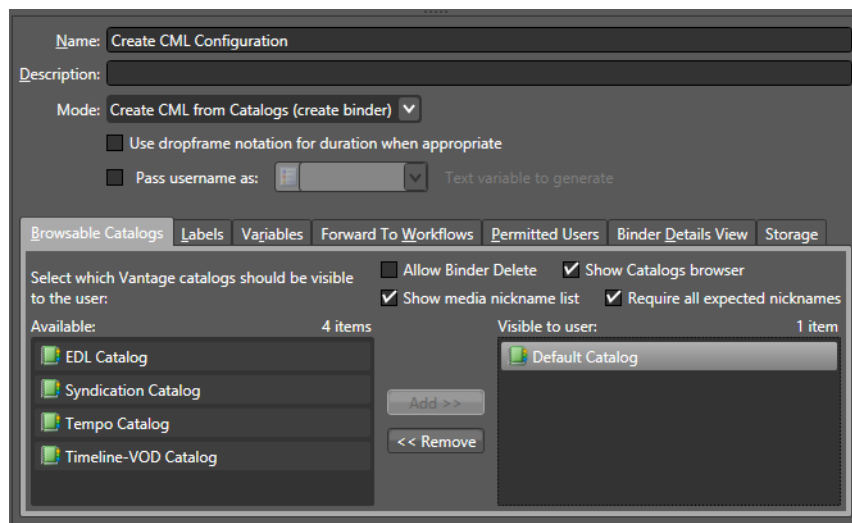 Name: Create CML Configuration
Description:
Mode: Create CML from Catalogs (create binder)
Use dropframe notation for duration when appropriate
Pass username as: Text variable to generate
Browsable Catalogs Labels Variables Forward To Workflows Permitted Users Binder Details View Storage
Select which Vantage catalogs should be visible
to the user:
Allow Binder Delete Show Catalogs browser
Show media nickname list Require all expected nicknames
Available: 4 items
EDL Catalog
Syndication Catalog
Tempo Catalog
Timeline-VOD Catalog
Add >>
<< Remove
Visible to user: 1 item
Default Catalog